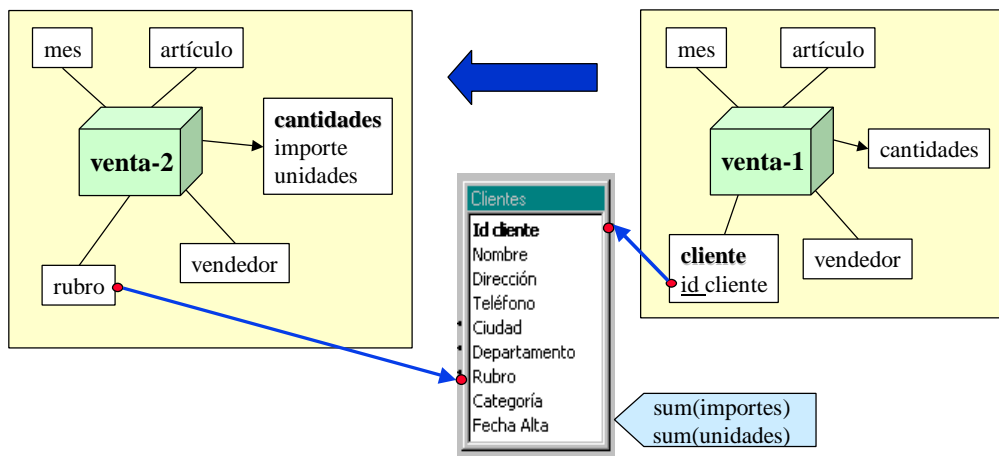 mes
artículo
venta-2
cantidades
importe
unidades
rubro
vendedor
mes
artículo
venta-1
cantidades
cliente
id cliente
vendedor
Clientes
Id cliente
Nombre
Dirección
Teléfono
Ciudad
Departamento
Rubro
Categoría
Fecha Alta
sum(importes)
sum(unidades)